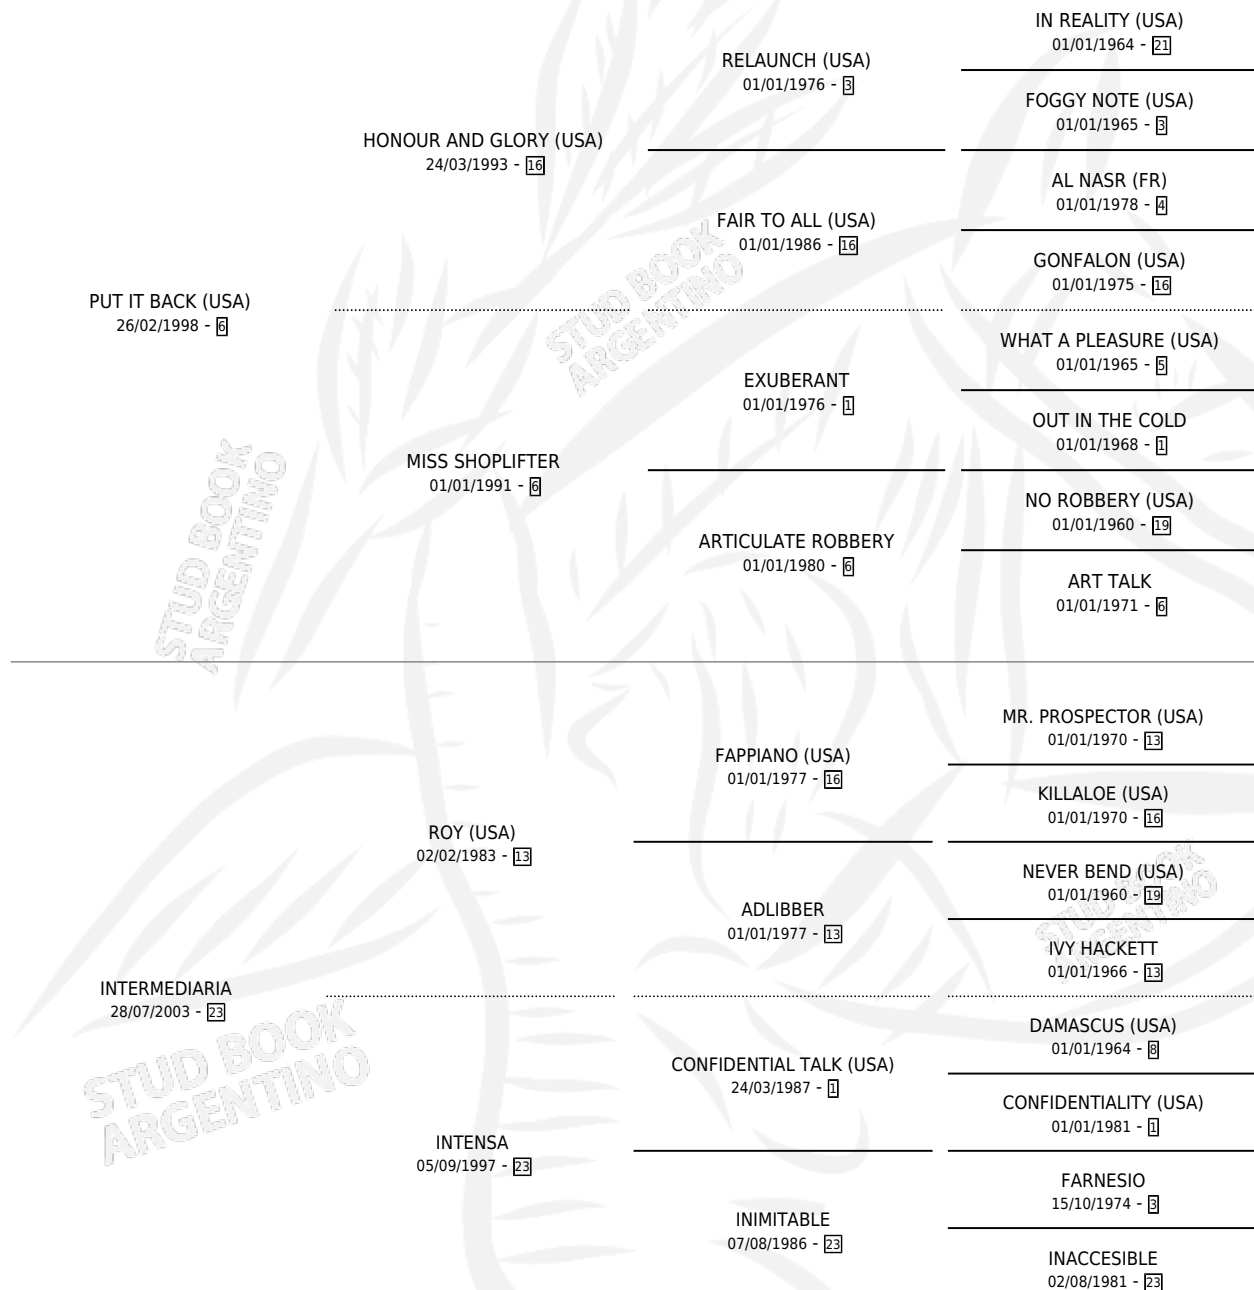 IN REALITY (USA)
01/01/1964 - 21
RELAUNCH (USA)
01/01/1976 - 3
FOGGY NOTE (USA)
01/01/1965 - 3
HONOUR AND GLORY (USA)
24/03/1993 - 16
AL NASR (FR)
01/01/1978 - 4
FAIR TO ALL (USA)
01/01/1986 - 16
GONFALON (USA)
01/01/1975 - 16
PUT IT BACK (USA)
26/02/1998 - 6
STUD BOOK
ARGENTINO
WHAT A PLEASURE (USA)
01/01/1965 - 5
EXUBERANT
01/01/1976 - 1
OUT IN THE COLD
01/01/1968 - 1
MISS SHOPLIFTER
01/01/1991 - 6
NO ROBBERY (USA)
01/01/1960 - 19
ARTICULATE ROBBERY
01/01/1980 - 6
ART TALK
01/01/1971 - 6
STUD BOOK
ARGENTINO
MR. PROSPECTOR (USA)
01/01/1970 - 13
FAPPIANO (USA)
01/01/1977 - 16
KILLALOE (USA)
01/01/1970 - 16
ROY (USA)
02/02/1983 - 13
NEVER BEND (USA)
01/01/1960 - 19
ADLIBBER
01/01/1977 - 13
STUD BOOK
ARGENTINO
IVY HACKETT
01/01/1966 - 13
INTERMEDIARIA
28/07/2003 - 23
DAMASCUS (USA)
01/01/1964 - 8
STUD BOOK
ARGENTINO
CONFIDENTIAL TALK (USA)
24/03/1987 - 1
CONFIDENTIALITY (USA)
01/01/1981 - 1
INTENSA
05/09/1997 - 23
FARNESIO
15/10/1974 - 3
INIMITABLE
07/08/1986 - 23
INACCESIBLE
02/08/1981 - 23